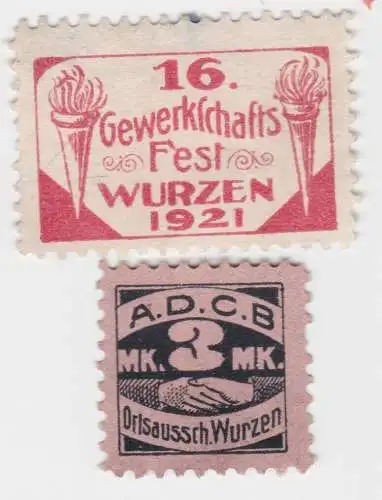 16.
Gewerkſchafts
Fest
WURZEN
1921
A.D.C.B
MK. 3 MK.
Ortsaussch. Wurzen